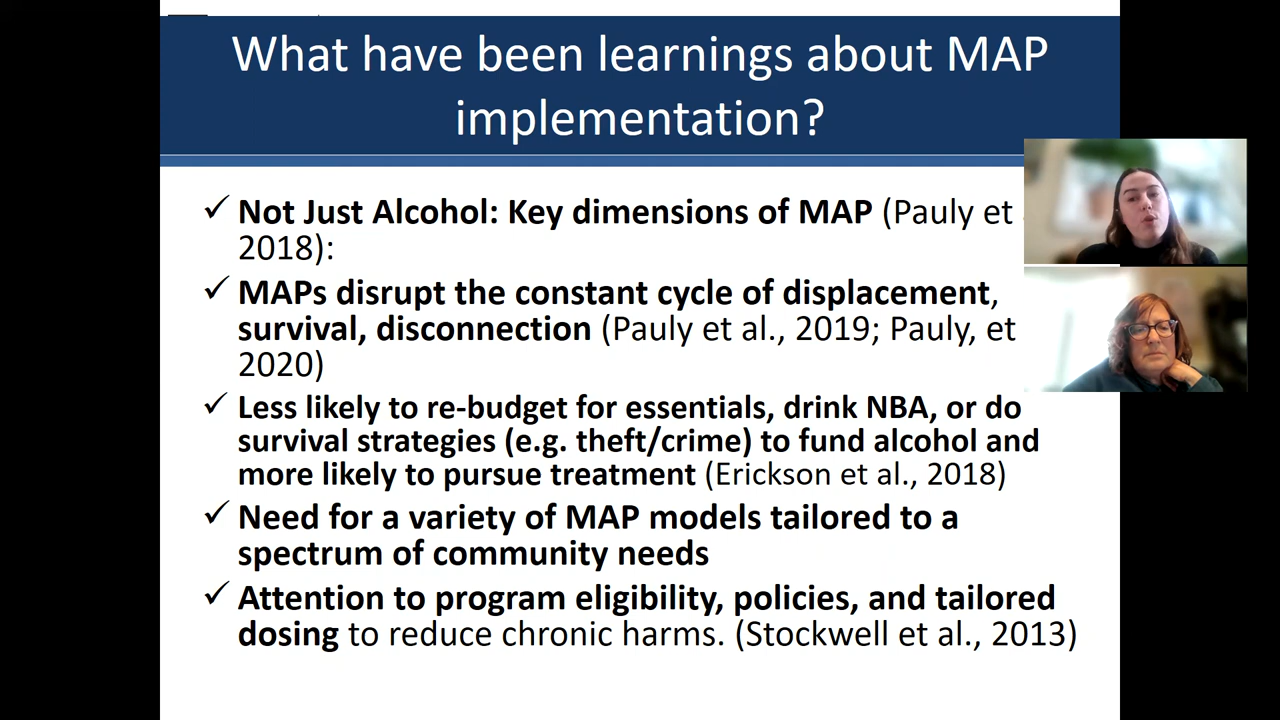 What have been learnings about MAP
implementation?
✓ Not Just Alcohol: Key dimensions of MAP (Pauly et
2018):
✓ MAPs disrupt the constant cycle of displacement,
survival, disconnection (Pauly et al., 2019; Pauly, et
2020)
✓ Less likely to re-budget for essentials, drink NBA, or do
survival strategies (e.g. theft/crime) to fund alcohol and
more likely to pursue treatment (Erickson et al., 2018)
✓ Need for a variety of MAP models tailored to a
spectrum of community needs
✓ Attention to program eligibility, policies, and tailored
dosing to reduce chronic harms. (Stockwell et al., 2013)